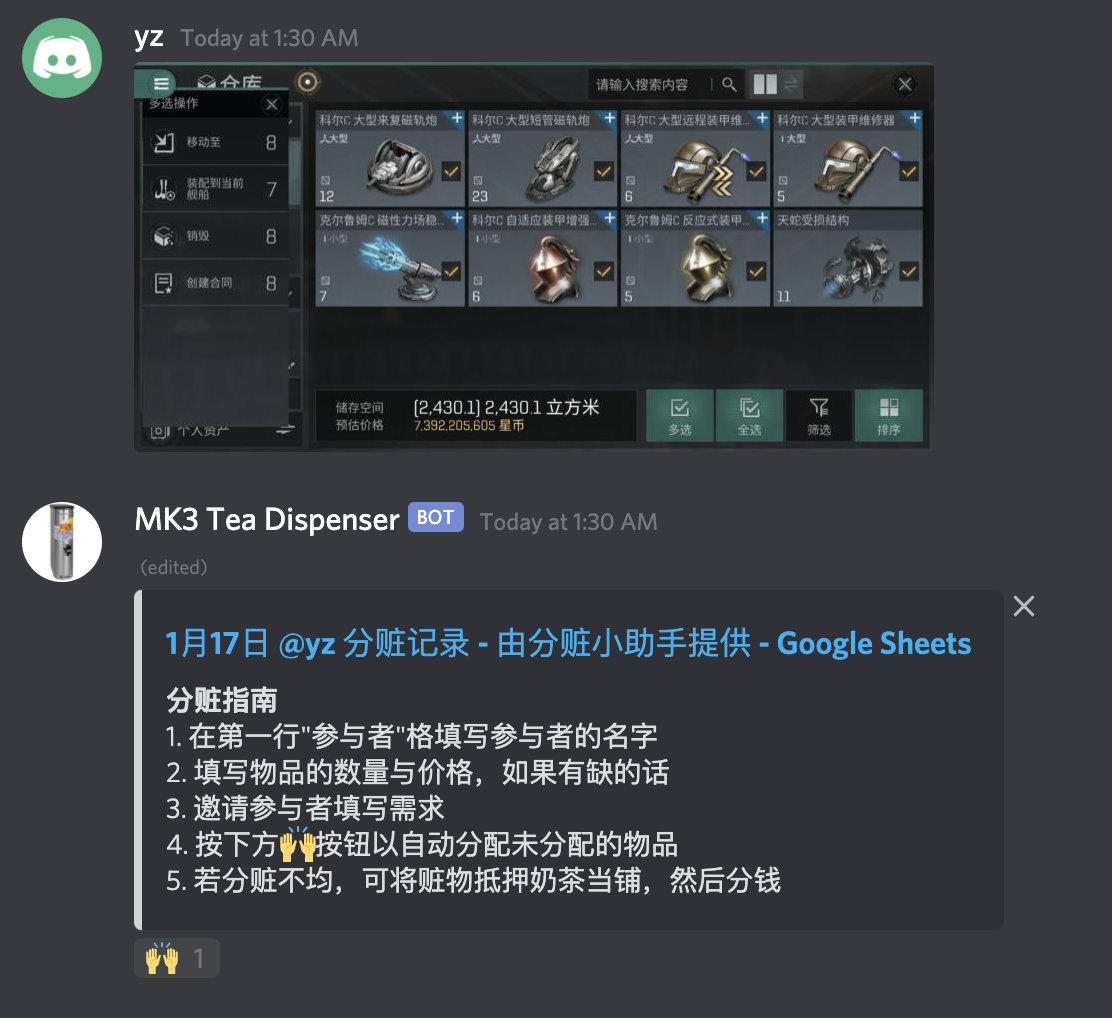 yz Today at 1:30 AM
仓库
请输入搜索内容
多选操作
移动至 8
装配到当前
舰船 7
销毁 8
创建合同 8
个人资产
科尔C 大型来复磁轨炮
大型
12
科尔C 大型短管磁轨炮
大型
23
科尔C 大型远程装甲维...
大型
6
科尔C 大型装甲维修器
大型
5
克尔鲁姆C 磁性力场稳...
小型
7
科尔C 自适应装甲增强...
小型
6
克尔鲁姆C 反应式装甲...
小型
5
天蛇受损结构
11
储存空间 (2,430.1) 2,430.1 立方米
预估价格 7,392,205,605 星币
多选
全选
筛选
排序
MK3 Tea Dispenser BOT Today at 1:30 AM
(edited)
1月17日 @yz 分赃记录 - 由分赃小助手提供 - Google Sheets
分赃指南
1. 在第一行"参与者"格填写参与者的名字
2. 填写物品的数量与价格，如果有缺的话
3. 邀请参与者填写需求
4. 按下方🙌按钮以自动分配未分配的物品
5. 若分赃不均，可将赃物抵押奶茶当铺，然后分钱
🙌 1